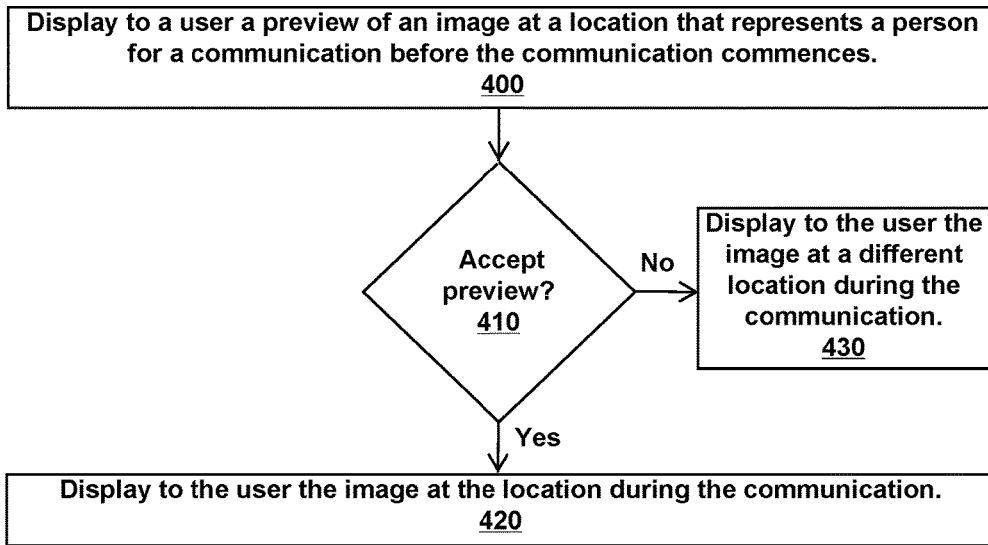 Display to a user a preview of an image at a location that represents a person
for a communication before the communication commences.
400
Accept
preview?
410
No
Display to the user the
image at a different
location during the
communication.
430
Yes
Display to the user the image at the location during the communication.
420